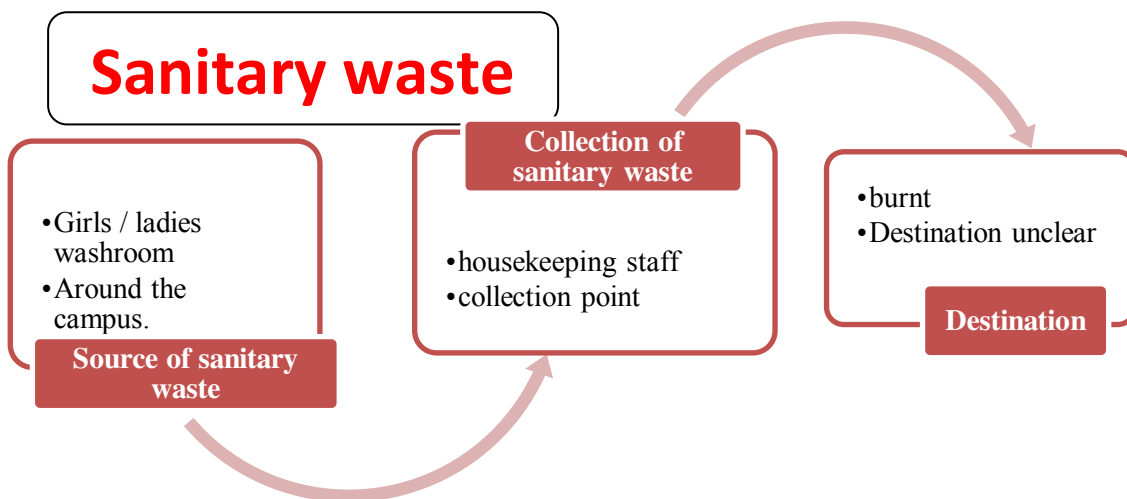 Sanitary waste
•Girls / ladies
washroom
•Around the
campus.
Source of sanitary
waste
Collection of
sanitary waste
•housekeeping staff
•collection point
•burnt
•Destination unclear
Destination